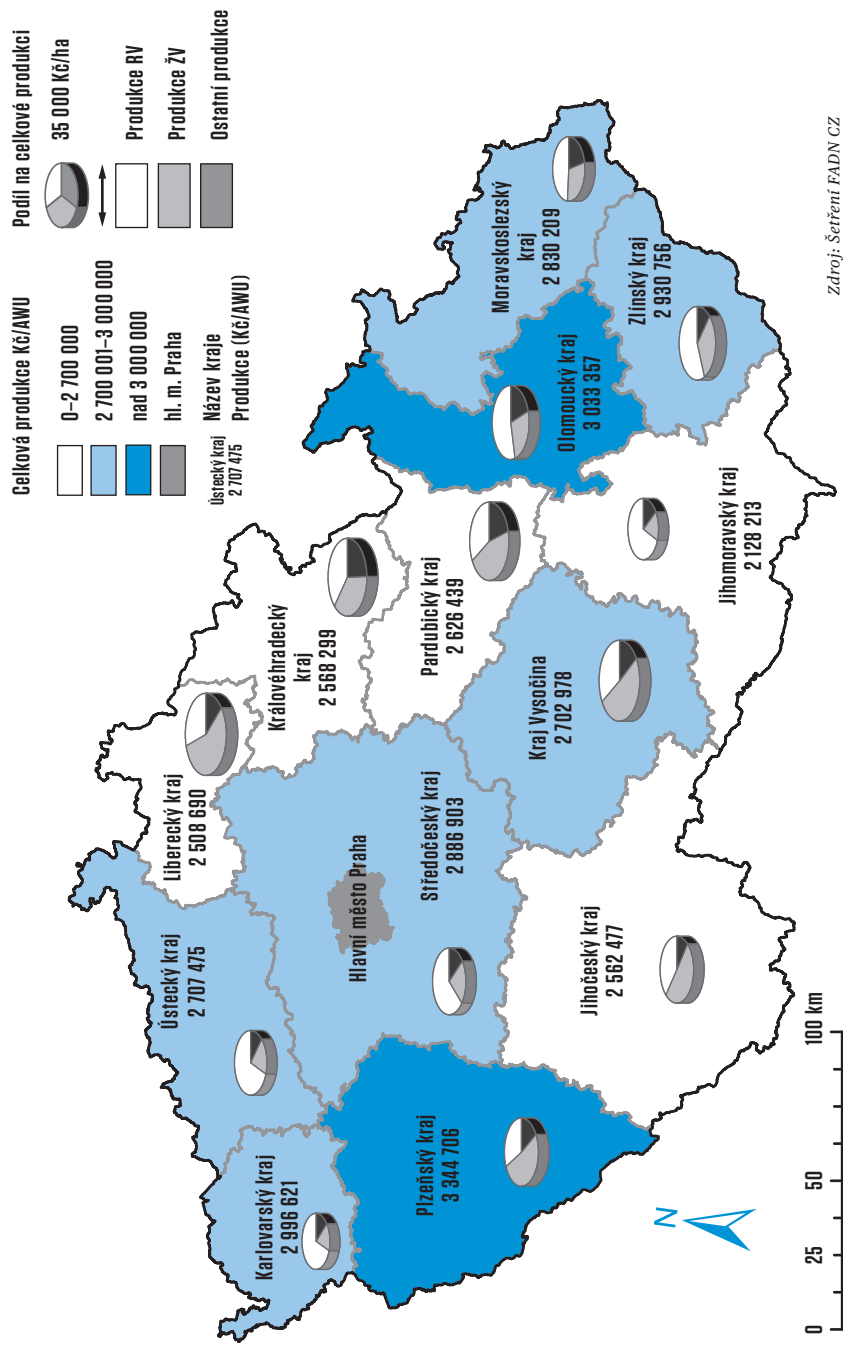 Celková produkce Kč/AWU
0–2 700 000
2 700 001–3 000 000
nad 3 000 000
hl. m. Praha
Ústecký kraj
2 707 475
Název kraje
Produkce (Kč/AWU)
Podíl na celkové produkci
35 000 Kč/ha
Produkce RV
Produkce ŽV
Ostatní produkce
Karlovarský kraj
2 996 621
Ústecký kraj
2 707 475
Liberecký kraj
2 508 690
Královéhradecký
kraj
2 568 299
Hlavní město Praha
Středočeský kraj
2 886 903
Pardubický kraj
2 626 439
Plzeňský kraj
3 344 706
Jihočeský kraj
2 562 477
Kraj Vysočina
2 702 978
Jihomoravský kraj
2 128 213
Olomoucký kraj
3 033 357
Moravskoslezský
kraj
2 830 209
Zlínský kraj
2 930 756
N
0
25
50
100 km
Zdroj: Šetření FADN CZ